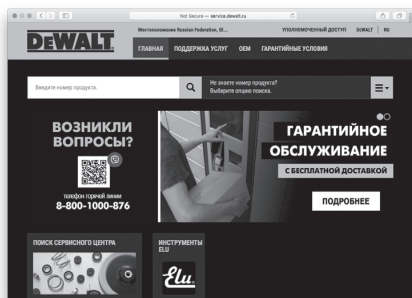 Not Secure — service.dewalt.ru
Местоположение Russian Federation, Gl...
УПОЛНОМОЧЕННЫЙ ДОСТУП DeWALT RU
DEWALT
ГЛАВНАЯ ПОДДЕРЖКА УСЛУГ OEM ГАРАНТИЙНЫЕ УСЛОВИЯ
Введите номер продукта.
Не знаете номер продукта?
Выберите опцию поиска.
ВОЗНИКЛИ
ВОПРОСЫ?
телефон горячей линии
8-800-1000-876
ГАРАНТИЙНОЕ
ОБСЛУЖИВАНИЕ
С БЕСПЛАТНОЙ ДОСТАВКОЙ
ПОДРОБНЕЕ
ПОИСК СЕРВИСНОГО ЦЕНТРА
ИНСТРУМЕНТЫ
ELU
Elu